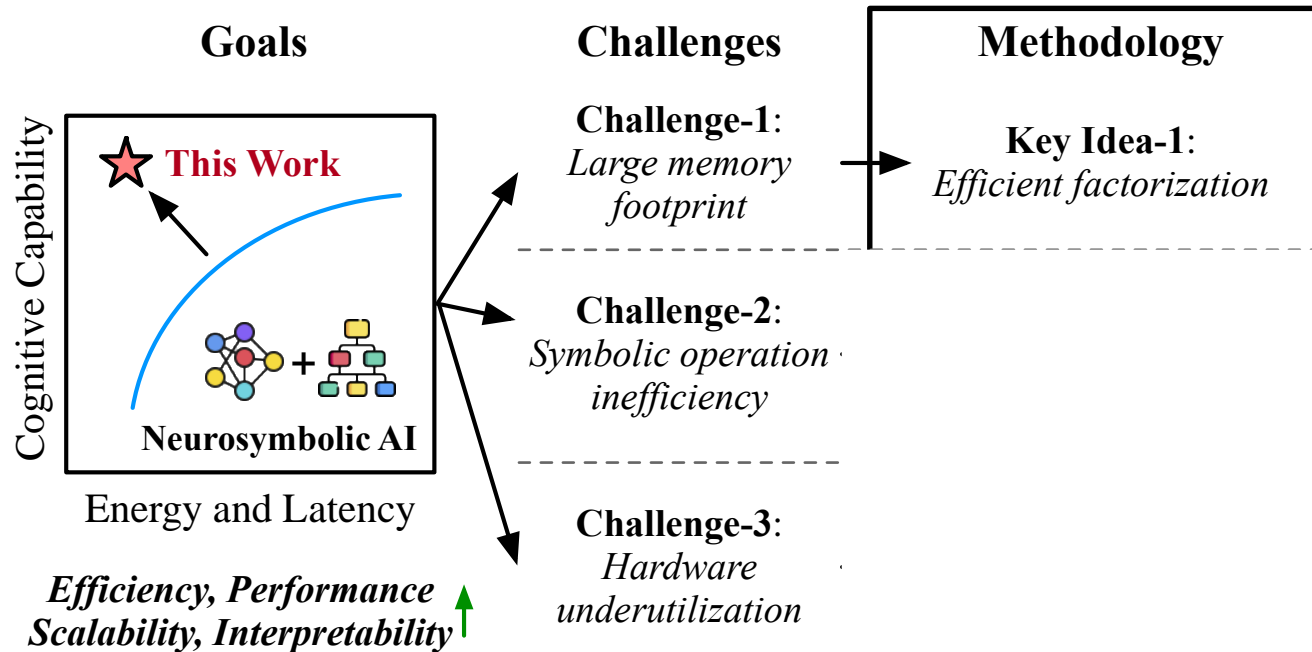 Goals
Challenges
Methodology
Cognitive Capability
This Work
+
Neurosymbolic AI
Energy and Latency
Efficiency, Performance
Scalability, Interpretability
Challenge-1:
Large memory
footprint
Challenge-2:
Symbolic operation
inefficiency
Challenge-3:
Hardware
underutilization
Key Idea-1:
Efficient factorization